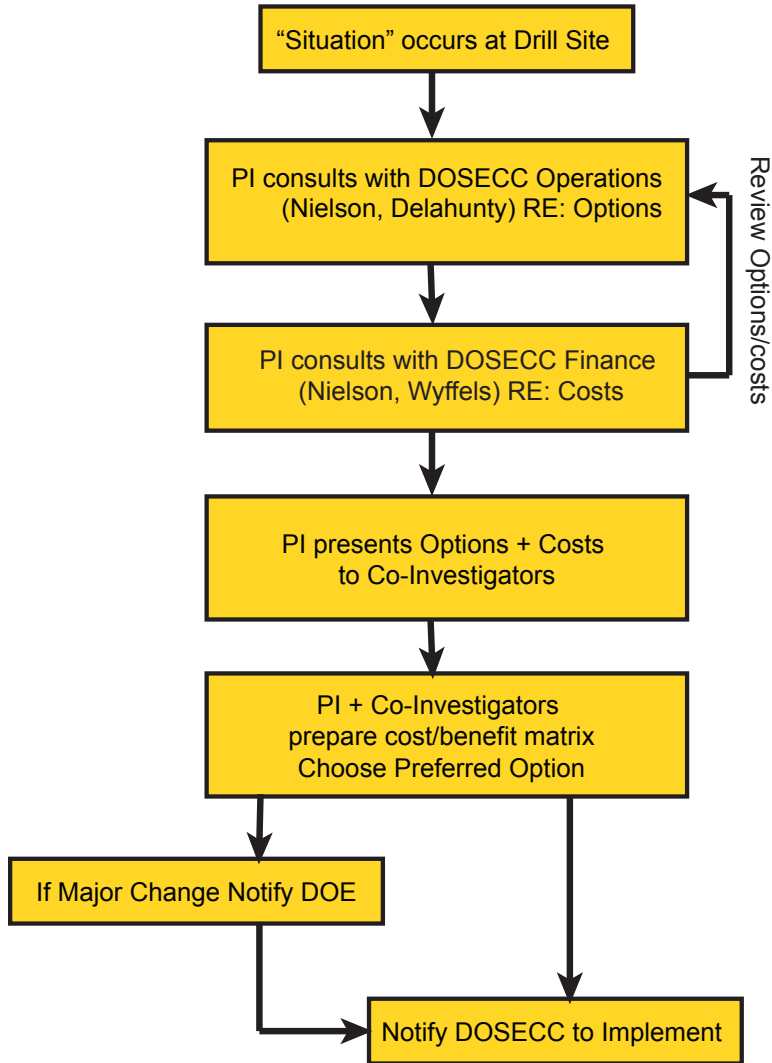 “Situation” occurs at Drill Site
PI consults with DOSECC Operations
(Nielson, Delahunty) RE: Options
Review Options/costs
PI consults with DOSECC Finance
(Nielson, Wyffels) RE: Costs
PI presents Options + Costs
to Co-Investigators
PI + Co-Investigators
prepare cost/benefit matrix
Choose Preferred Option
If Major Change Notify DOE
Notify DOSECC to Implement